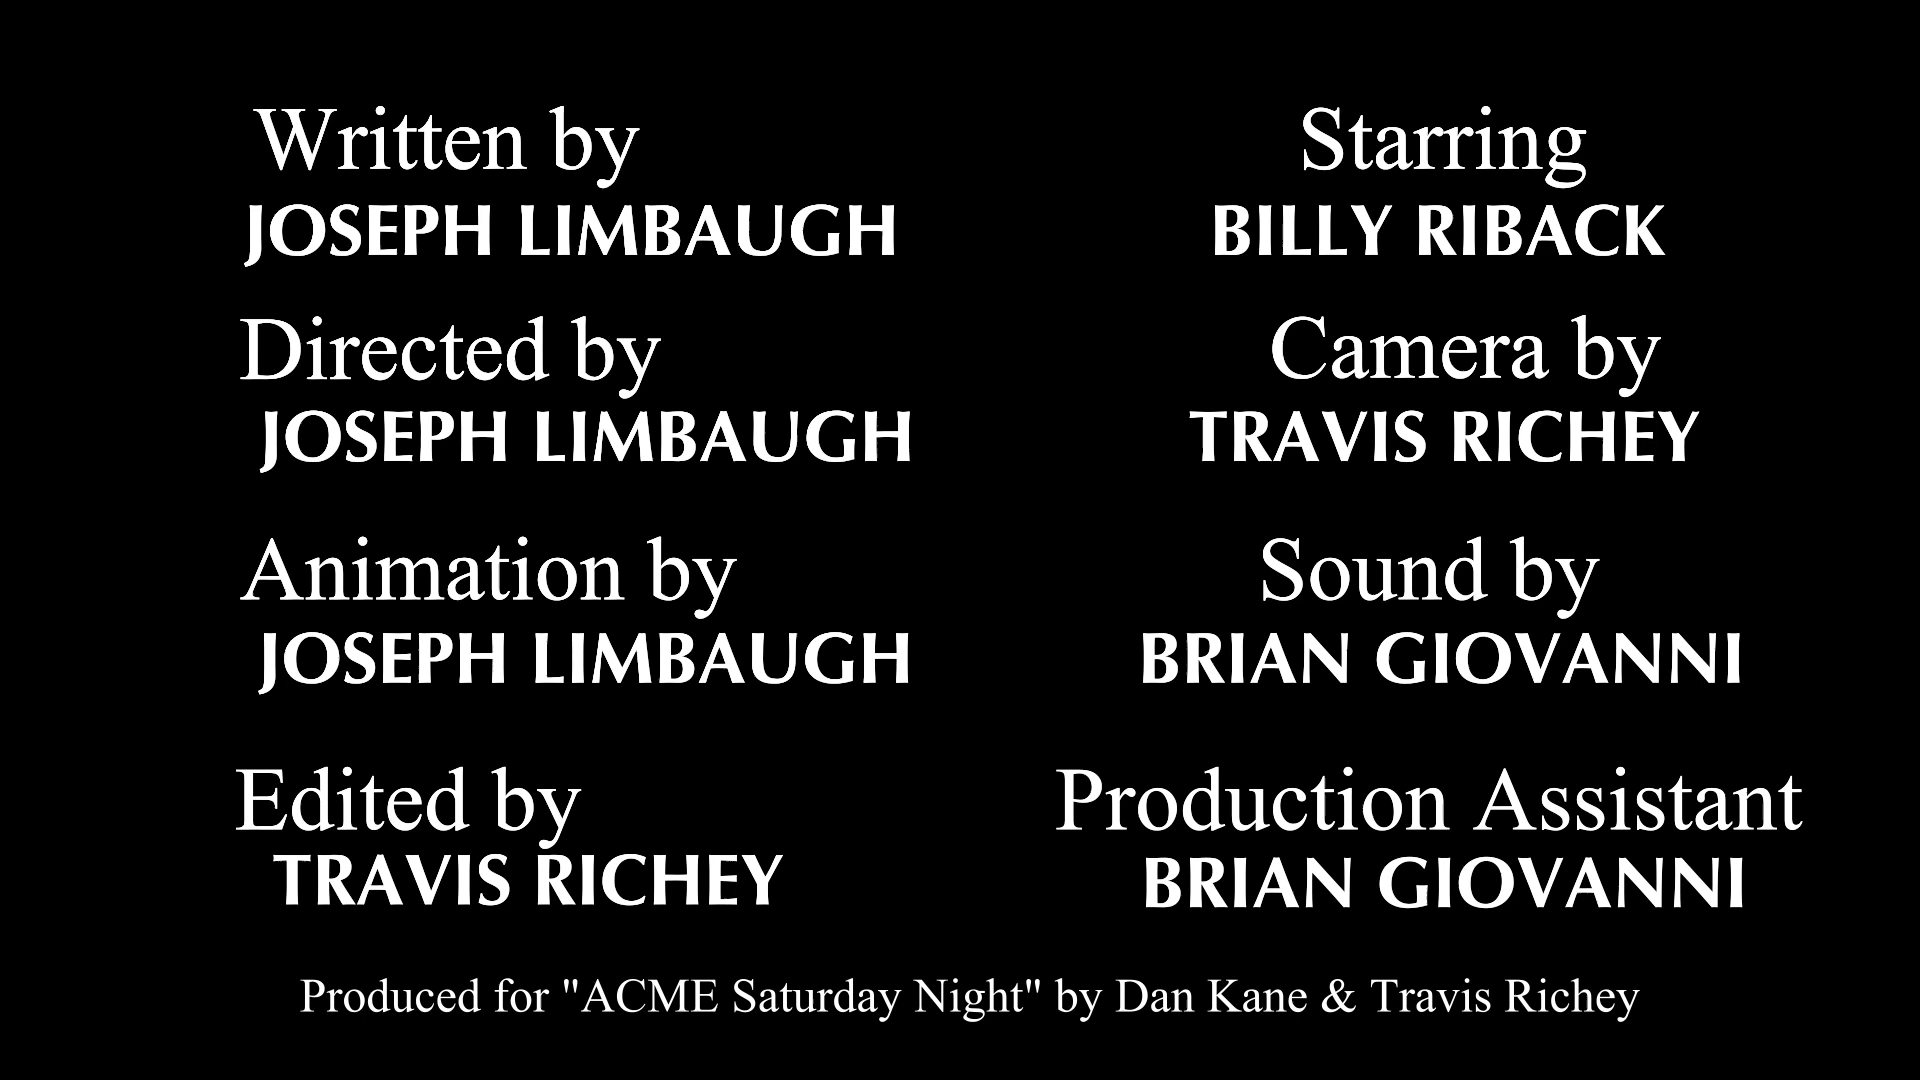 Written by
JOSEPH LIMBAUGH
Directed by
JOSEPH LIMBAUGH
Animation by
JOSEPH LIMBAUGH
Edited by
TRAVIS RICHEY
Starring
BILLY RIBACK
Camera by
TRAVIS RICHEY
Sound by
BRIAN GIOVANNI
Production Assistant
BRIAN GIOVANNI
Produced for "ACME Saturday Night" by Dan Kane & Travis Richey